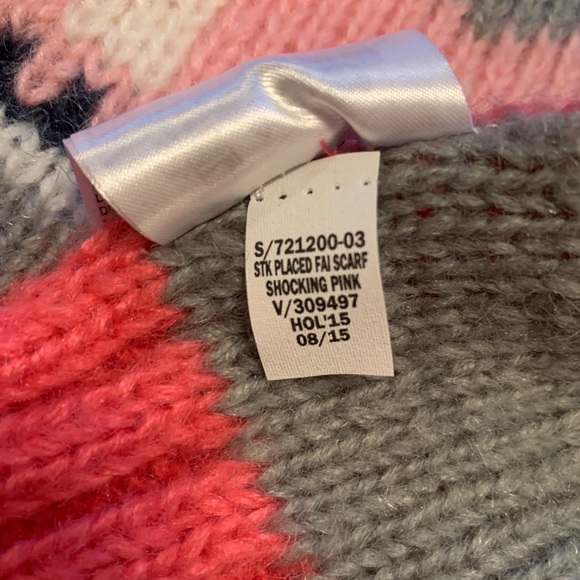 S/721200-03
STK PLACED FAI SCARF
SHOCKING PINK
V/309497
HOL'15
08/15